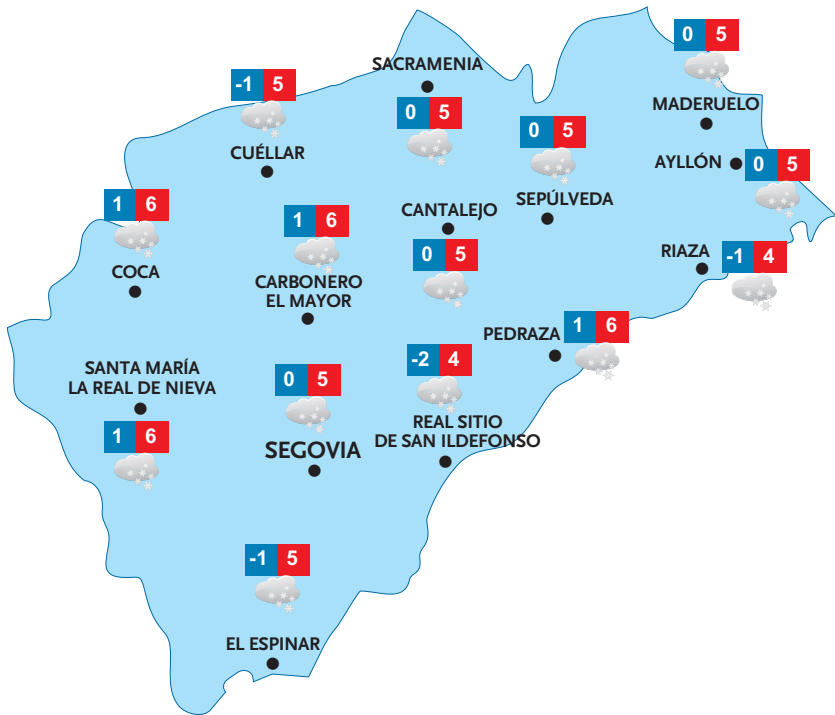 0 5
MADERUELO
SACRAMENIA
0 5
-1 5
CUÉLLAR
0 5
SEPÚLVEDA
AYLLÓN
0 5
1 6
COCA
1 6
CARBONERO
EL MAYOR
CANTALEJO
0 5
RIAZA
-1 4
PEDRAZA
1 6
SANTA MARÍA
LA REAL DE NIEVA
1 6
0 5
SEGOVIA
-2 4
REAL SITIO
DE SAN ILDEFONSO
-1 5
EL ESPINAR